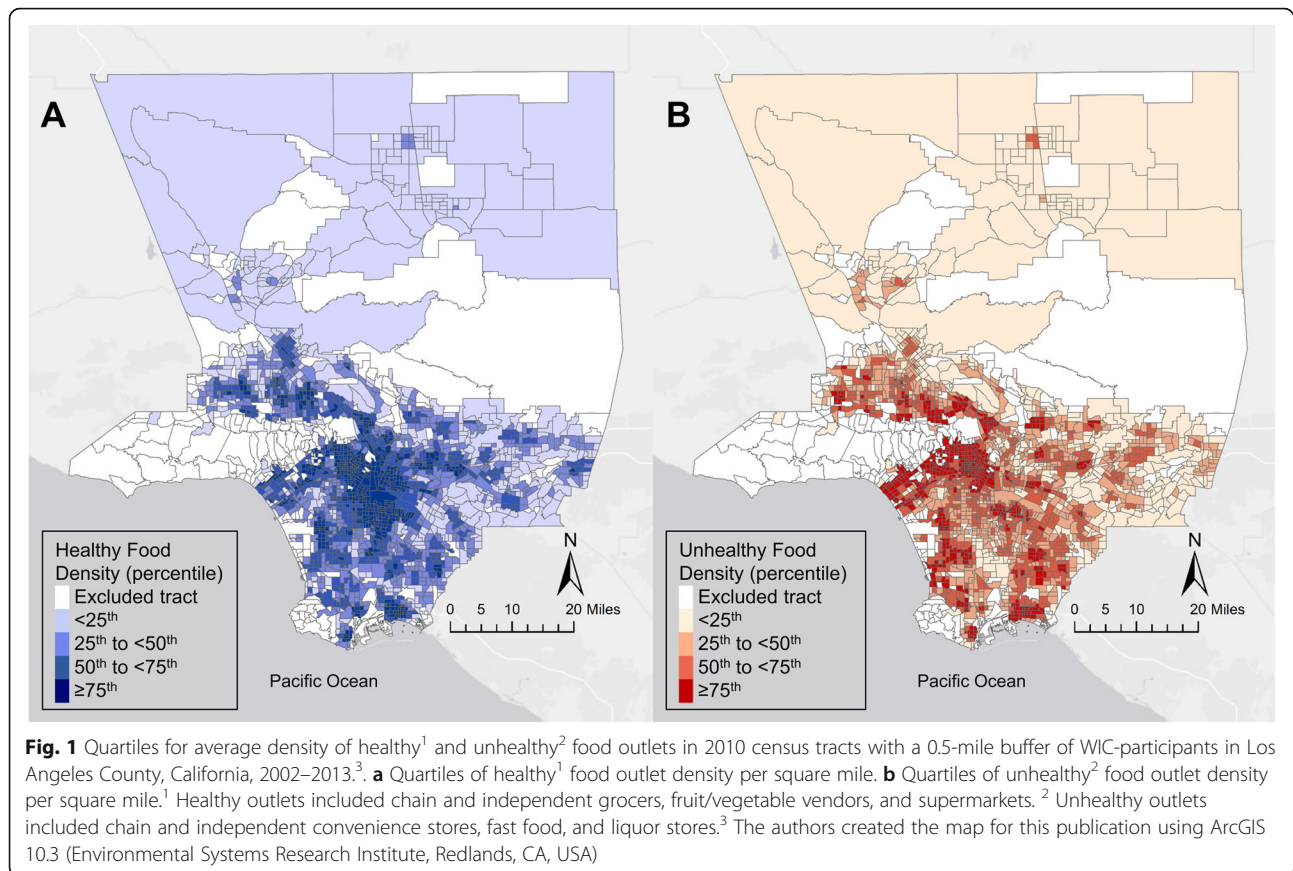 A
Healthy Food
Density (percentile)
Excluded tract
<25th
25th to <50th
50th to <75th
≥75th
N
0 5 10 20 Miles
Pacific Ocean
B
Unhealthy Food
Density (percentile)
Excluded tract
<25th
25th to <50th
50th to <75th
≥75th
N
0 5 10 20 Miles
Pacific Ocean
Fig. 1 Quartiles for average density of healthy1 and unhealthy2 food outlets in 2010 census tracts with a 0.5-mile buffer of WIC-participants in Los
Angeles County, California, 2002–2013.3. a Quartiles of healthy1 food outlet density per square mile. b Quartiles of unhealthy2 food outlet density
per square mile.1 Healthy outlets included chain and independent grocers, fruit/vegetable vendors, and supermarkets. 2 Unhealthy outlets
included chain and independent convenience stores, fast food, and liquor stores.3 The authors created the map for this publication using ArcGIS
10.3 (Environmental Systems Research Institute, Redlands, CA, USA)